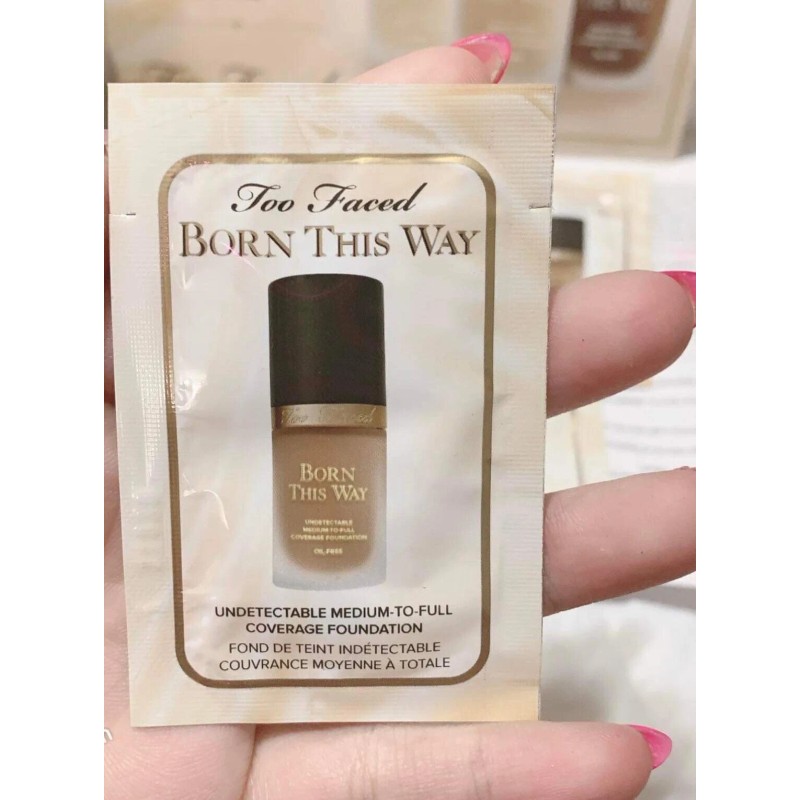 Too Faced
BORN THIS WAY
Too Faced
BORN
THIS WAY
UNDETECTABLE
MEDIUM-TO-FULL
COVERAGE FOUNDATION
OIL-FREE
UNDETECTABLE MEDIUM-TO-FULL
COVERAGE FOUNDATION
FOND DE TEINT INDÉTECTABLE
COUVRANCE MOYENNE À TOTALE